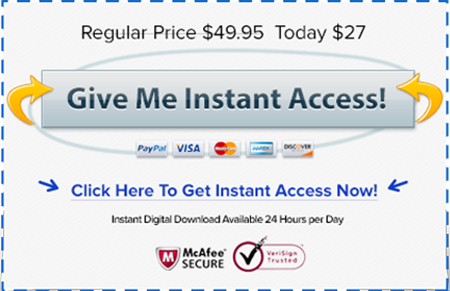 Regular Price $49.95 Today $27
Give Me Instant Access!
PayPal VISA MasterCard AMEX DISCOVER
Click Here To Get Instant Access Now!
Instant Digital Download Available 24 Hours per Day
McAfee SECURE
VeriSign Trusted